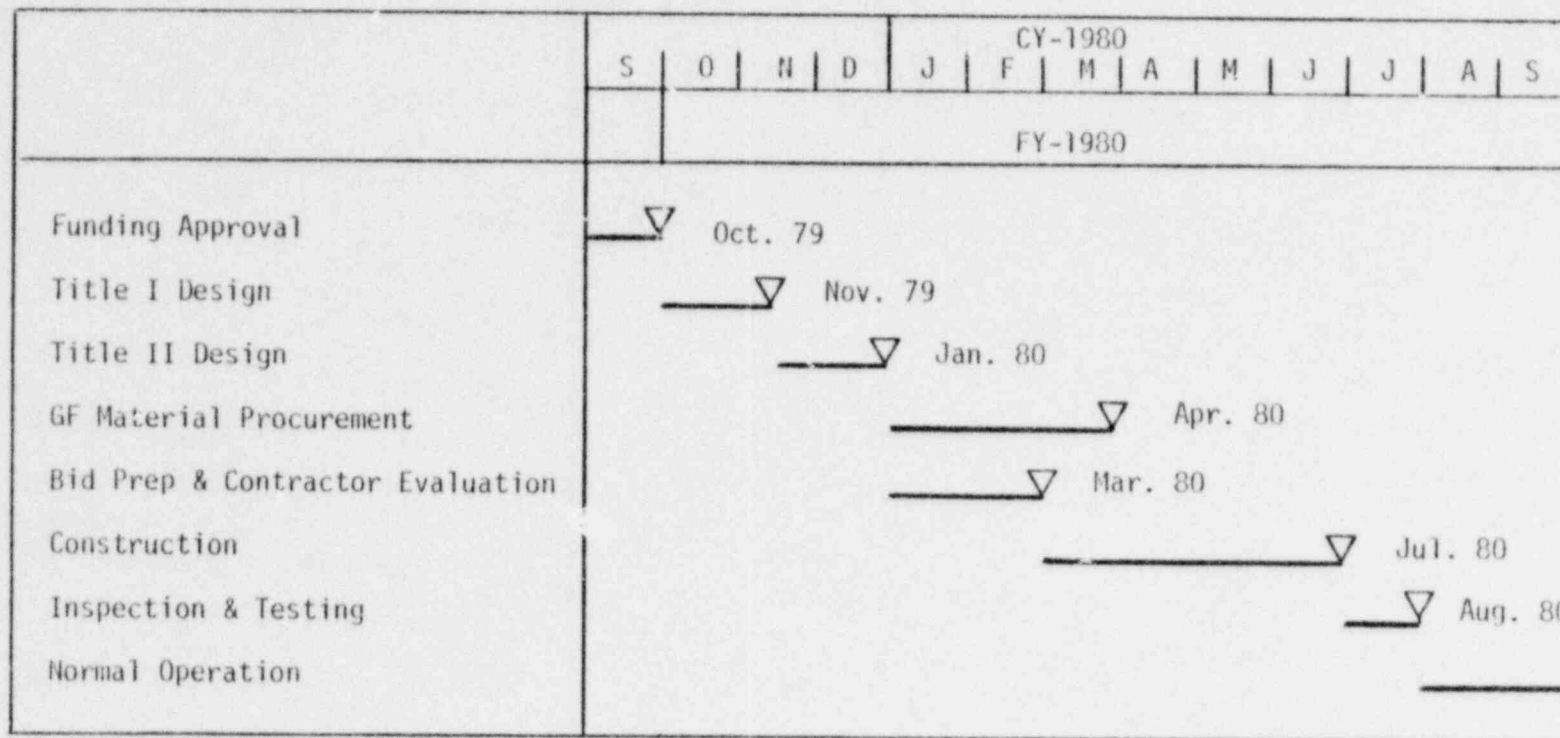 CY-1980
S | O | N | D | J | F | M | A | M | J | J | A | S
FY-1980
Funding Approval Oct. 79
Title I Design Nov. 79
Title II Design Jan. 80
GF Material Procurement Apr. 80
Bid Prep & Contractor Evaluation Mar. 80
Construction Jul. 80
Inspection & Testing Aug. 80
Normal Operation